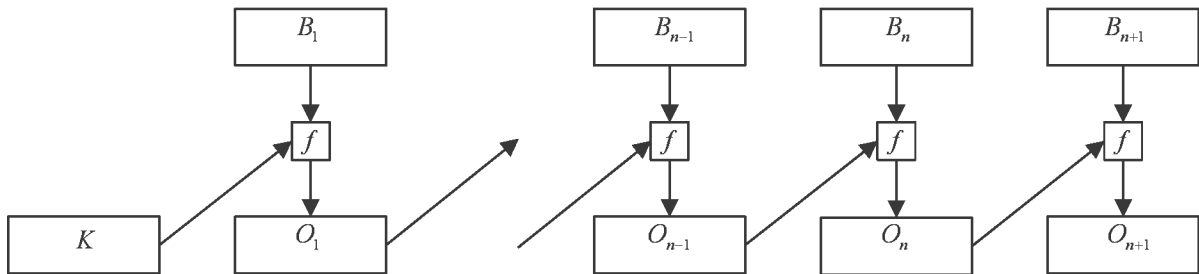 B₁ Bₙ₋₁ Bₙ Bₙ₊₁
f f f f
K O₁ Oₙ₋₁ Oₙ Oₙ₊₁